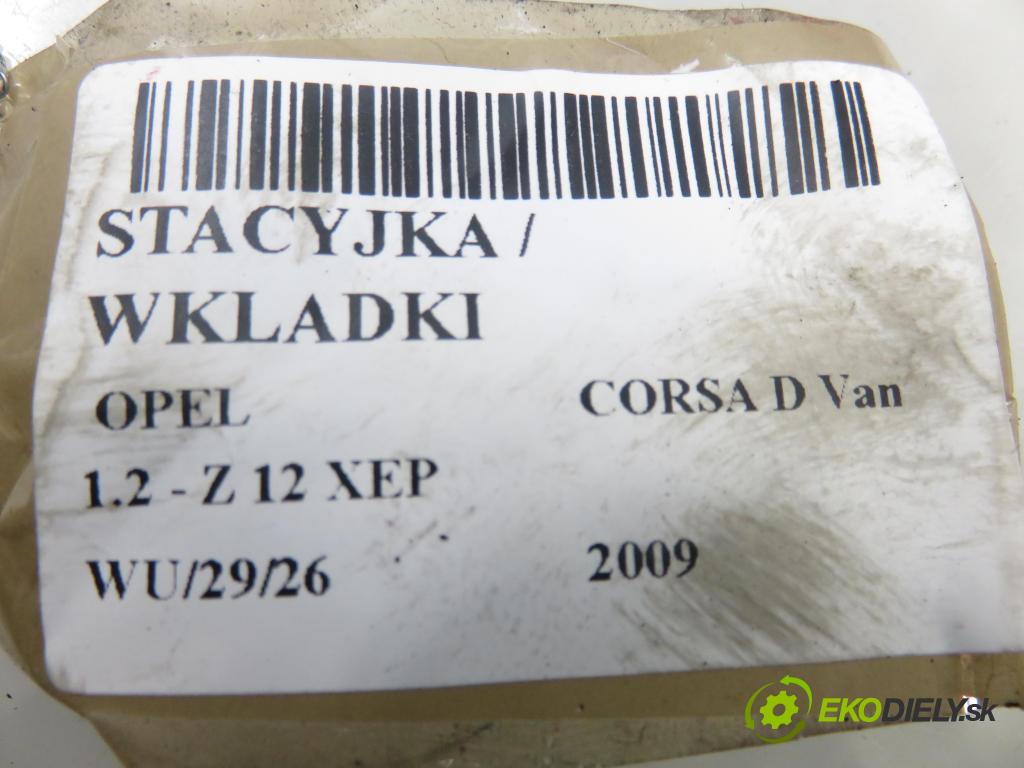 STACYJKA /
WKLADKI
OPEL CORSA D Van
1.2 - Z 12 XEP
WU/29/26 2009
EKODIELY.sk